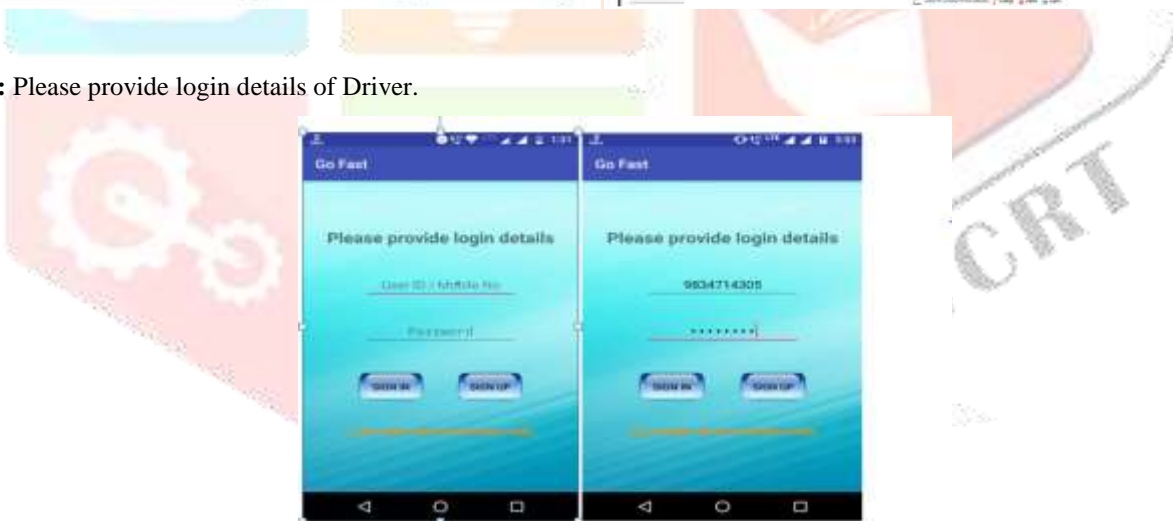 : Please provide login details of Driver.
Go Fast
Please provide login details
User ID / Mobile No
Password
SIGN IN SIGN UP
Go Fast
Please provide login details
9834714305
••••••••
SIGN IN SIGN UP
CRT